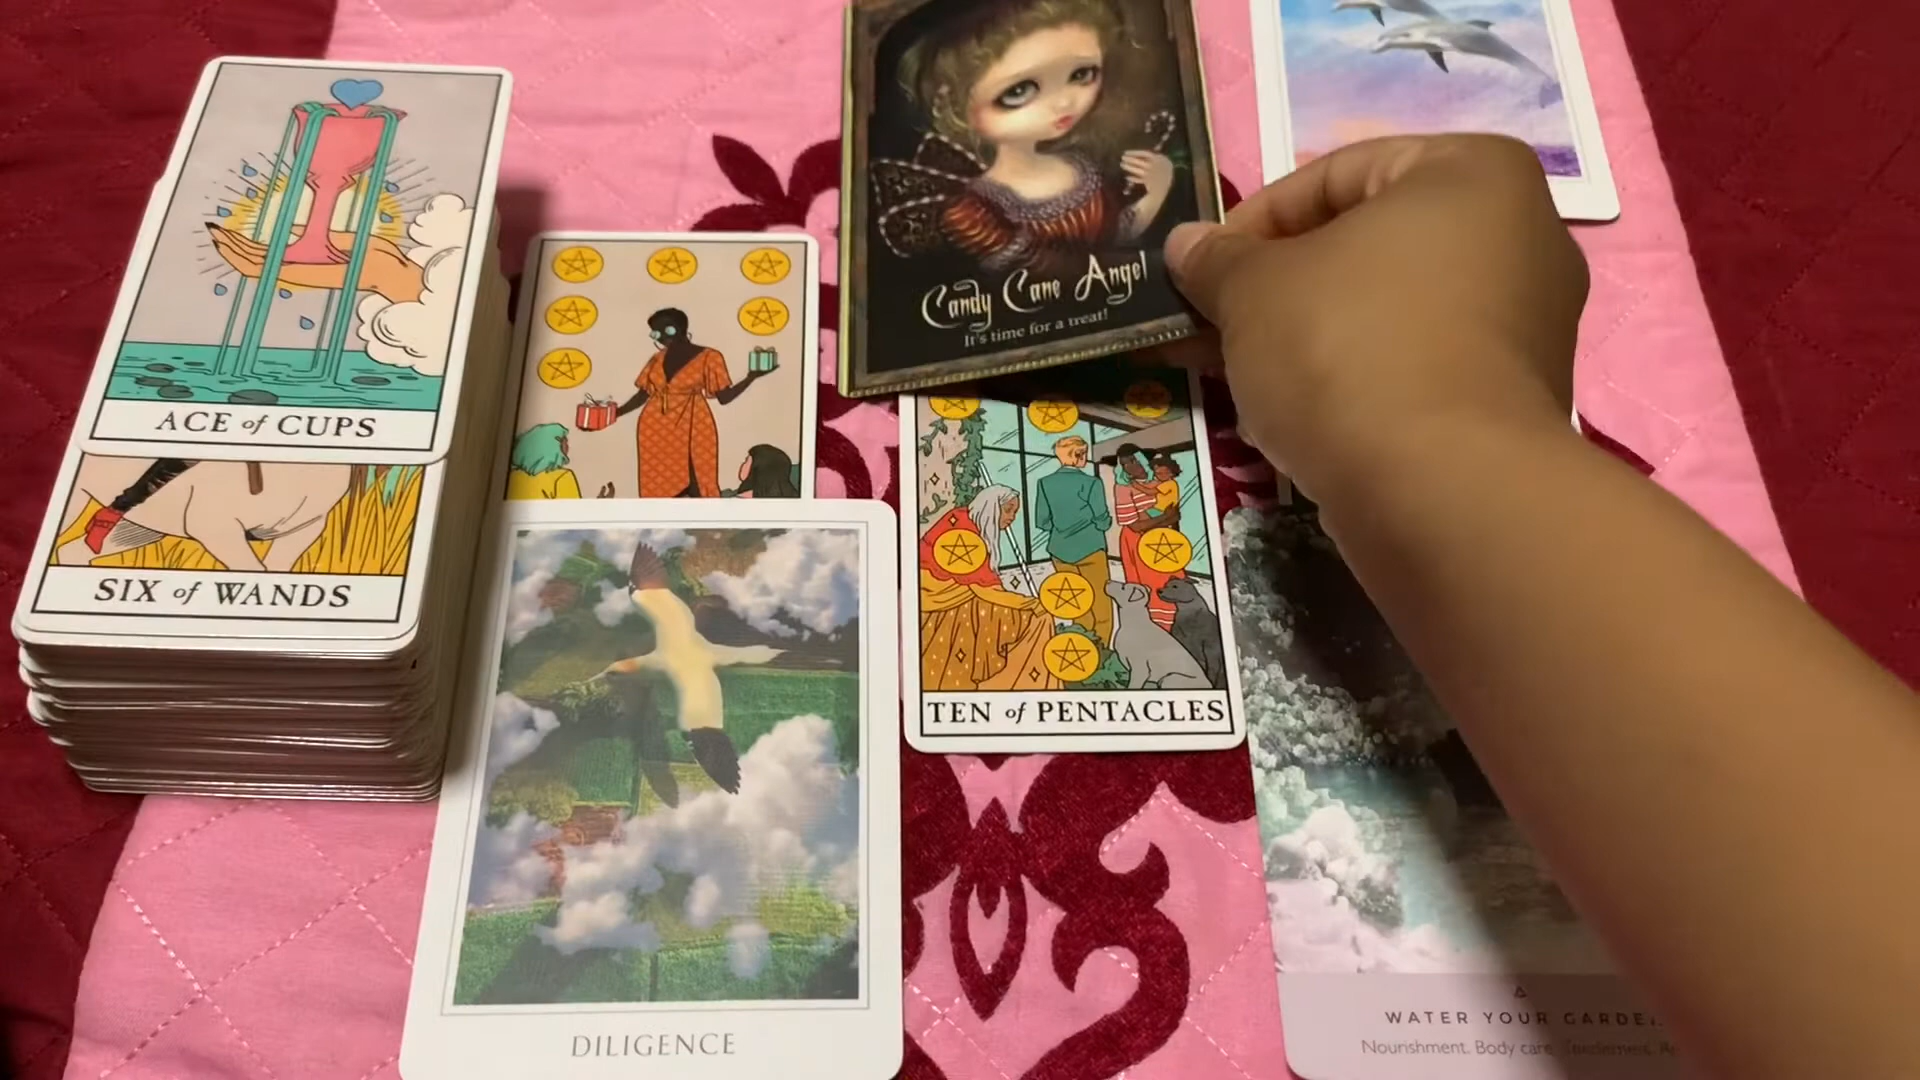 ACE of CUPS
SIX of WANDS
Candy Cane Angel
It's time for a treat!
TEN of PENTACLES
DILIGENCE
WATER YOUR
Nourishment. Body care.